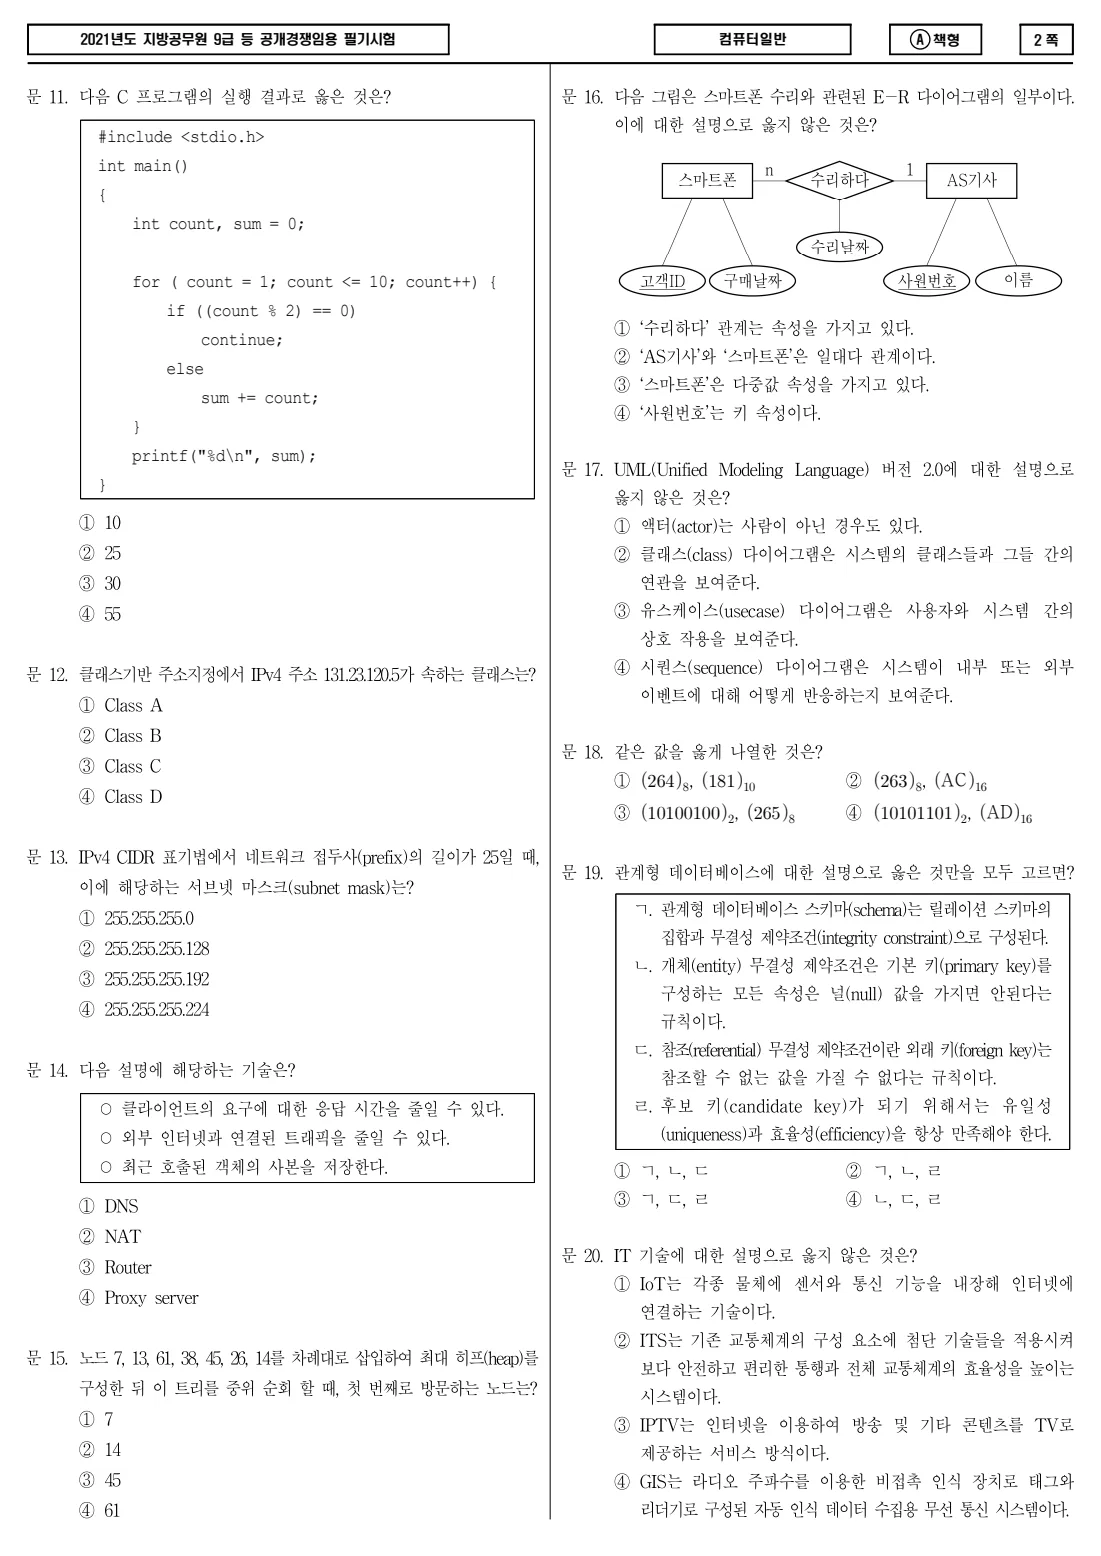 2021년도 지방공무원 9급 등 공개경쟁임용 필기시험
컴퓨터일반
Ⓐ 책형
2 쪽
문 11. 다음 C 프로그램의 실행 결과로 옳은 것은?
#include <stdio.h>
int main()
{
int count, sum = 0;
for ( count = 1; count <= 10; count++) {
if ((count % 2) == 0)
continue;
else
sum += count;
}
printf("%d\n", sum);
}
① 10
② 25
③ 30
④ 55
문 12. 클래스기반 주소지정에서 IPv4 주소 131.23.120.5가 속하는 클래스는?
① Class A
② Class B
③ Class C
④ Class D
문 13. IPv4 CIDR 표기법에서 네트워크 접두사(prefix)의 길이가 25일 때,
이에 해당하는 서브넷 마스크(subnet mask)는?
① 255.255.255.0
② 255.255.255.128
③ 255.255.255.192
④ 255.255.255.224
문 14. 다음 설명에 해당하는 기술은?
○ 클라이언트의 요구에 대한 응답 시간을 줄일 수 있다.
○ 외부 인터넷과 연결된 트래픽을 줄일 수 있다.
○ 최근 호출된 객체의 사본을 저장한다.
① DNS
② NAT
③ Router
④ Proxy server
문 15. 노드 7, 13, 61, 38, 45, 26, 14를 차례대로 삽입하여 최대 히프(heap)를
구성한 뒤 이 트리를 중위 순회 할 때, 첫 번째로 방문하는 노드는?
① 7
② 14
③ 45
④ 61
문 16. 다음 그림은 스마트폰 수리와 관련된 E-R 다이어그램의 일부이다.
이에 대한 설명으로 옳지 않은 것은?
스마트폰 n 수리하다 1 AS기사
수리날짜
고객ID 구매날짜 사원번호 이름
① ‘수리하다’ 관계는 속성을 가지고 있다.
② ‘AS기사’와 ‘스마트폰’은 일대다 관계이다.
③ ‘스마트폰’은 다중값 속성을 가지고 있다.
④ ‘사원번호’는 키 속성이다.
문 17. UML(Unified Modeling Language) 버전 2.0에 대한 설명으로
옳지 않은 것은?
① 액터(actor)는 사람이 아닌 경우도 있다.
② 클래스(class) 다이어그램은 시스템의 클래스들과 그들 간의
연관을 보여준다.
③ 유스케이스(usecase) 다이어그램은 사용자와 시스템 간의
상호 작용을 보여준다.
④ 시퀀스(sequence) 다이어그램은 시스템이 내부 또는 외부
이벤트에 대해 어떻게 반응하는지 보여준다.
문 18. 같은 값을 옳게 나열한 것은?
① (264)₈, (181)₁₀ ② (263)₈, (AC)₁₆
③ (10100100)₂, (265)₈ ④ (10101101)₂, (AD)₁₆
문 19. 관계형 데이터베이스에 대한 설명으로 옳은 것만을 모두 고르면?
ㄱ. 관계형 데이터베이스 스키마(schema)는 릴레이션 스키마의
집합과 무결성 제약조건(integrity constraint)으로 구성된다.
ㄴ. 개체(entity) 무결성 제약조건은 기본 키(primary key)를
구성하는 모든 속성은 널(null) 값을 가지면 안된다는
규칙이다.
ㄷ. 참조(referential) 무결성 제약조건이란 외래 키(foreign key)는
참조할 수 없는 값을 가질 수 없다는 규칙이다.
ㄹ. 후보 키(candidate key)가 되기 위해서는 유일성
(uniqueness)과 효율성(efficiency)을 항상 만족해야 한다.
① ㄱ, ㄴ, ㄷ ② ㄱ, ㄴ, ㄹ
③ ㄱ, ㄷ, ㄹ ④ ㄴ, ㄷ, ㄹ
문 20. IT 기술에 대한 설명으로 옳지 않은 것은?
① IoT는 각종 물체에 센서와 통신 기능을 내장해 인터넷에
연결하는 기술이다.
② ITS는 기존 교통체계의 구성 요소에 첨단 기술들을 적용시켜
보다 안전하고 편리한 통행과 전체 교통체계의 효율성을 높이는
시스템이다.
③ IPTV는 인터넷을 이용하여 방송 및 기타 콘텐츠를 TV로
제공하는 서비스 방식이다.
④ GIS는 라디오 주파수를 이용한 비접촉 인식 장치로 태그와
리더기로 구성된 자동 인식 데이터 수집용 무선 통신 시스템이다.